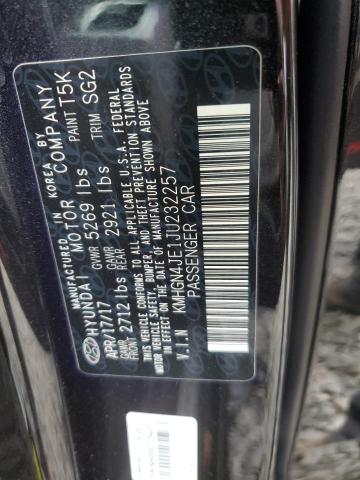 MANUFACTURED IN KOREA BY
HYUNDAI MOTOR COMPANY
APR/17/17 GVWR 5269 lbs PAINT T5K
GAWR FRONT 2712 lbs GAWR REAR 2921 lbs TRIM SG2
THIS VEHICLE CONFORMS TO ALL APPLICABLE U.S.A. FEDERAL
MOTOR VEHICLE SAFETY, BUMPER, AND
THEFT PREVENTION STANDARDS IN EFFECT ON THE DATE OF
MANUFACTURE SHOWN ABOVE.
V.I.N KMHGN4JE1JU232257
PASSENGER CAR